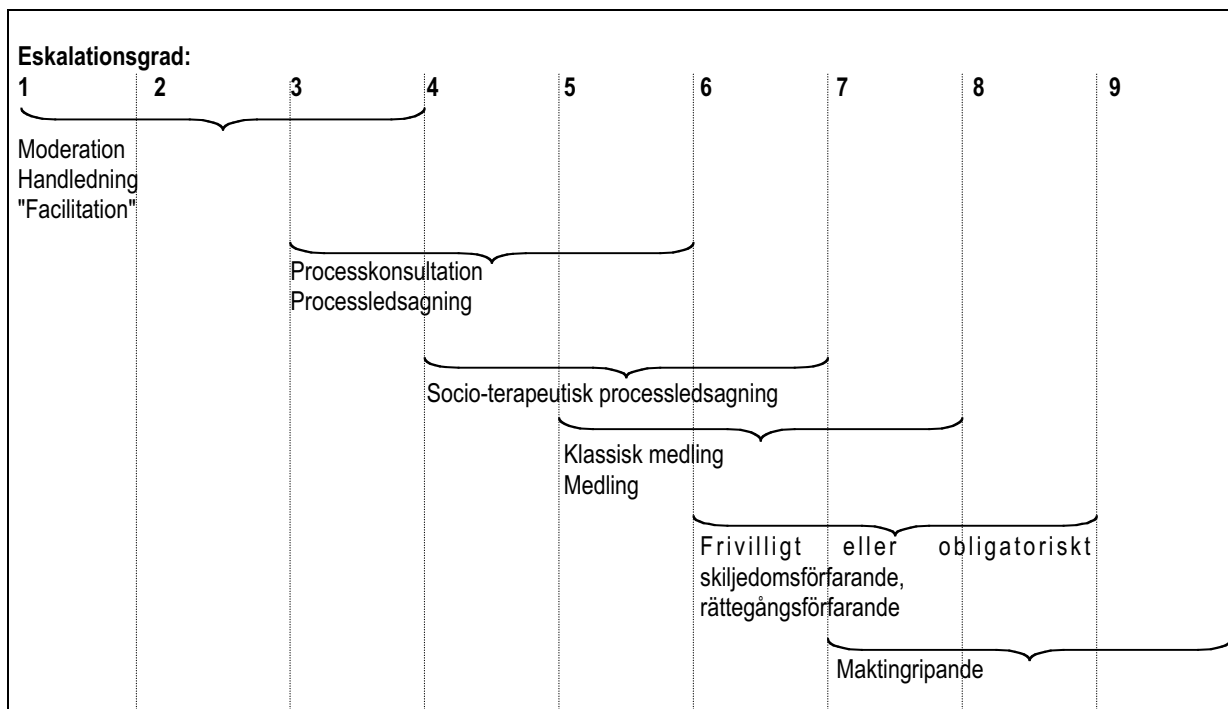 Eskalationsgrad:
1 2 3 4 5 6 7 8 9
Moderation
Handledning
"Facilitation"
Processkonsultation
Processledsagning
Socio-terapeutisk processledsagning
Klassisk medling
Medling
Frivilligt eller obligatoriskt
skiljedomsförfarande,
rättegångsförfarande
Maktingripande